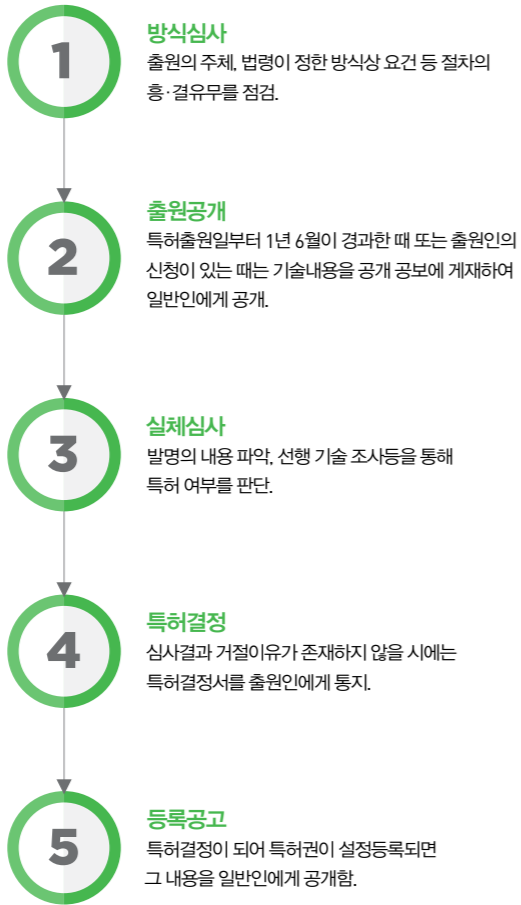 1
방식심사
출원의 주체, 법령이 정한 방식상 요건 등 절차의
흥·결유무를 점검.
2
출원공개
특허출원일부터 1년 6월이 경과한 때 또는 출원인의
신청이 있는 때는 기술내용을 공개 공보에 게재하여
일반인에게 공개.
3
실체심사
발명의 내용 파악, 선행 기술 조사등을 통해
특허 여부를 판단.
4
특허결정
심사결과 거절이유가 존재하지 않을 시에는
특허결정서를 출원인에게 통지.
5
등록공고
특허결정이 되어 특허권이 설정등록되면
그 내용을 일반인에게 공개함.